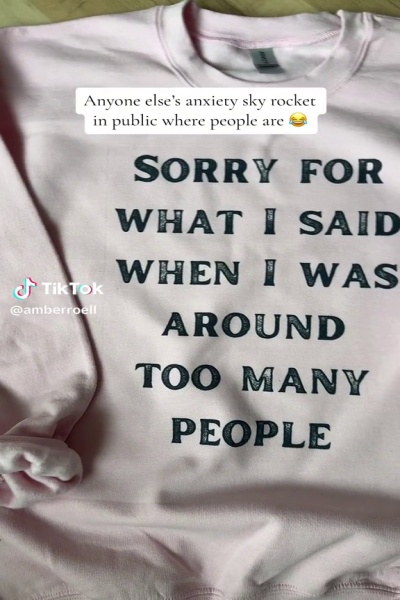 Anyone else's anxiety sky rocket
in public where people are 😂
SORRY FOR
WHAT I SAID
WHEN I WAS
AROUND
TOO MANY
PEOPLE
TikTok
@amberroell